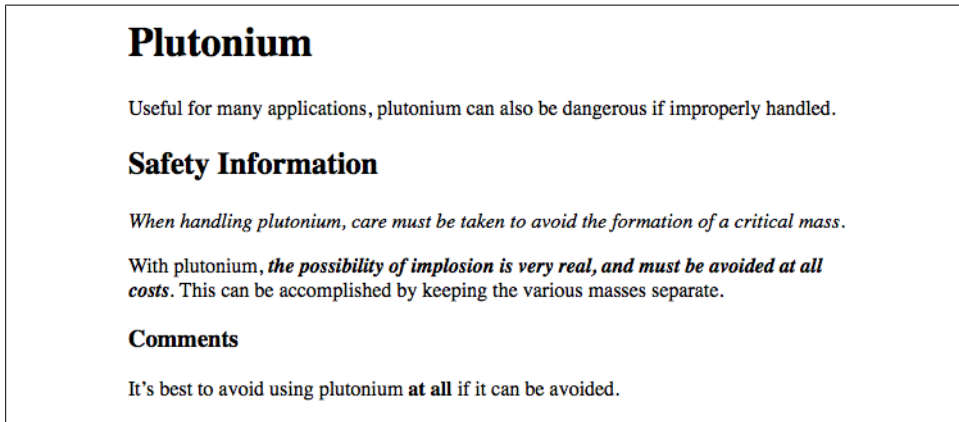 Plutonium
Useful for many applications, plutonium can also be dangerous if improperly handled.
Safety Information
When handling plutonium, care must be taken to avoid the formation of a critical mass.
With plutonium, the possibility of implosion is very real, and must be avoided at all
costs. This can be accomplished by keeping the various masses separate.
Comments
It’s best to avoid using plutonium at all if it can be avoided.